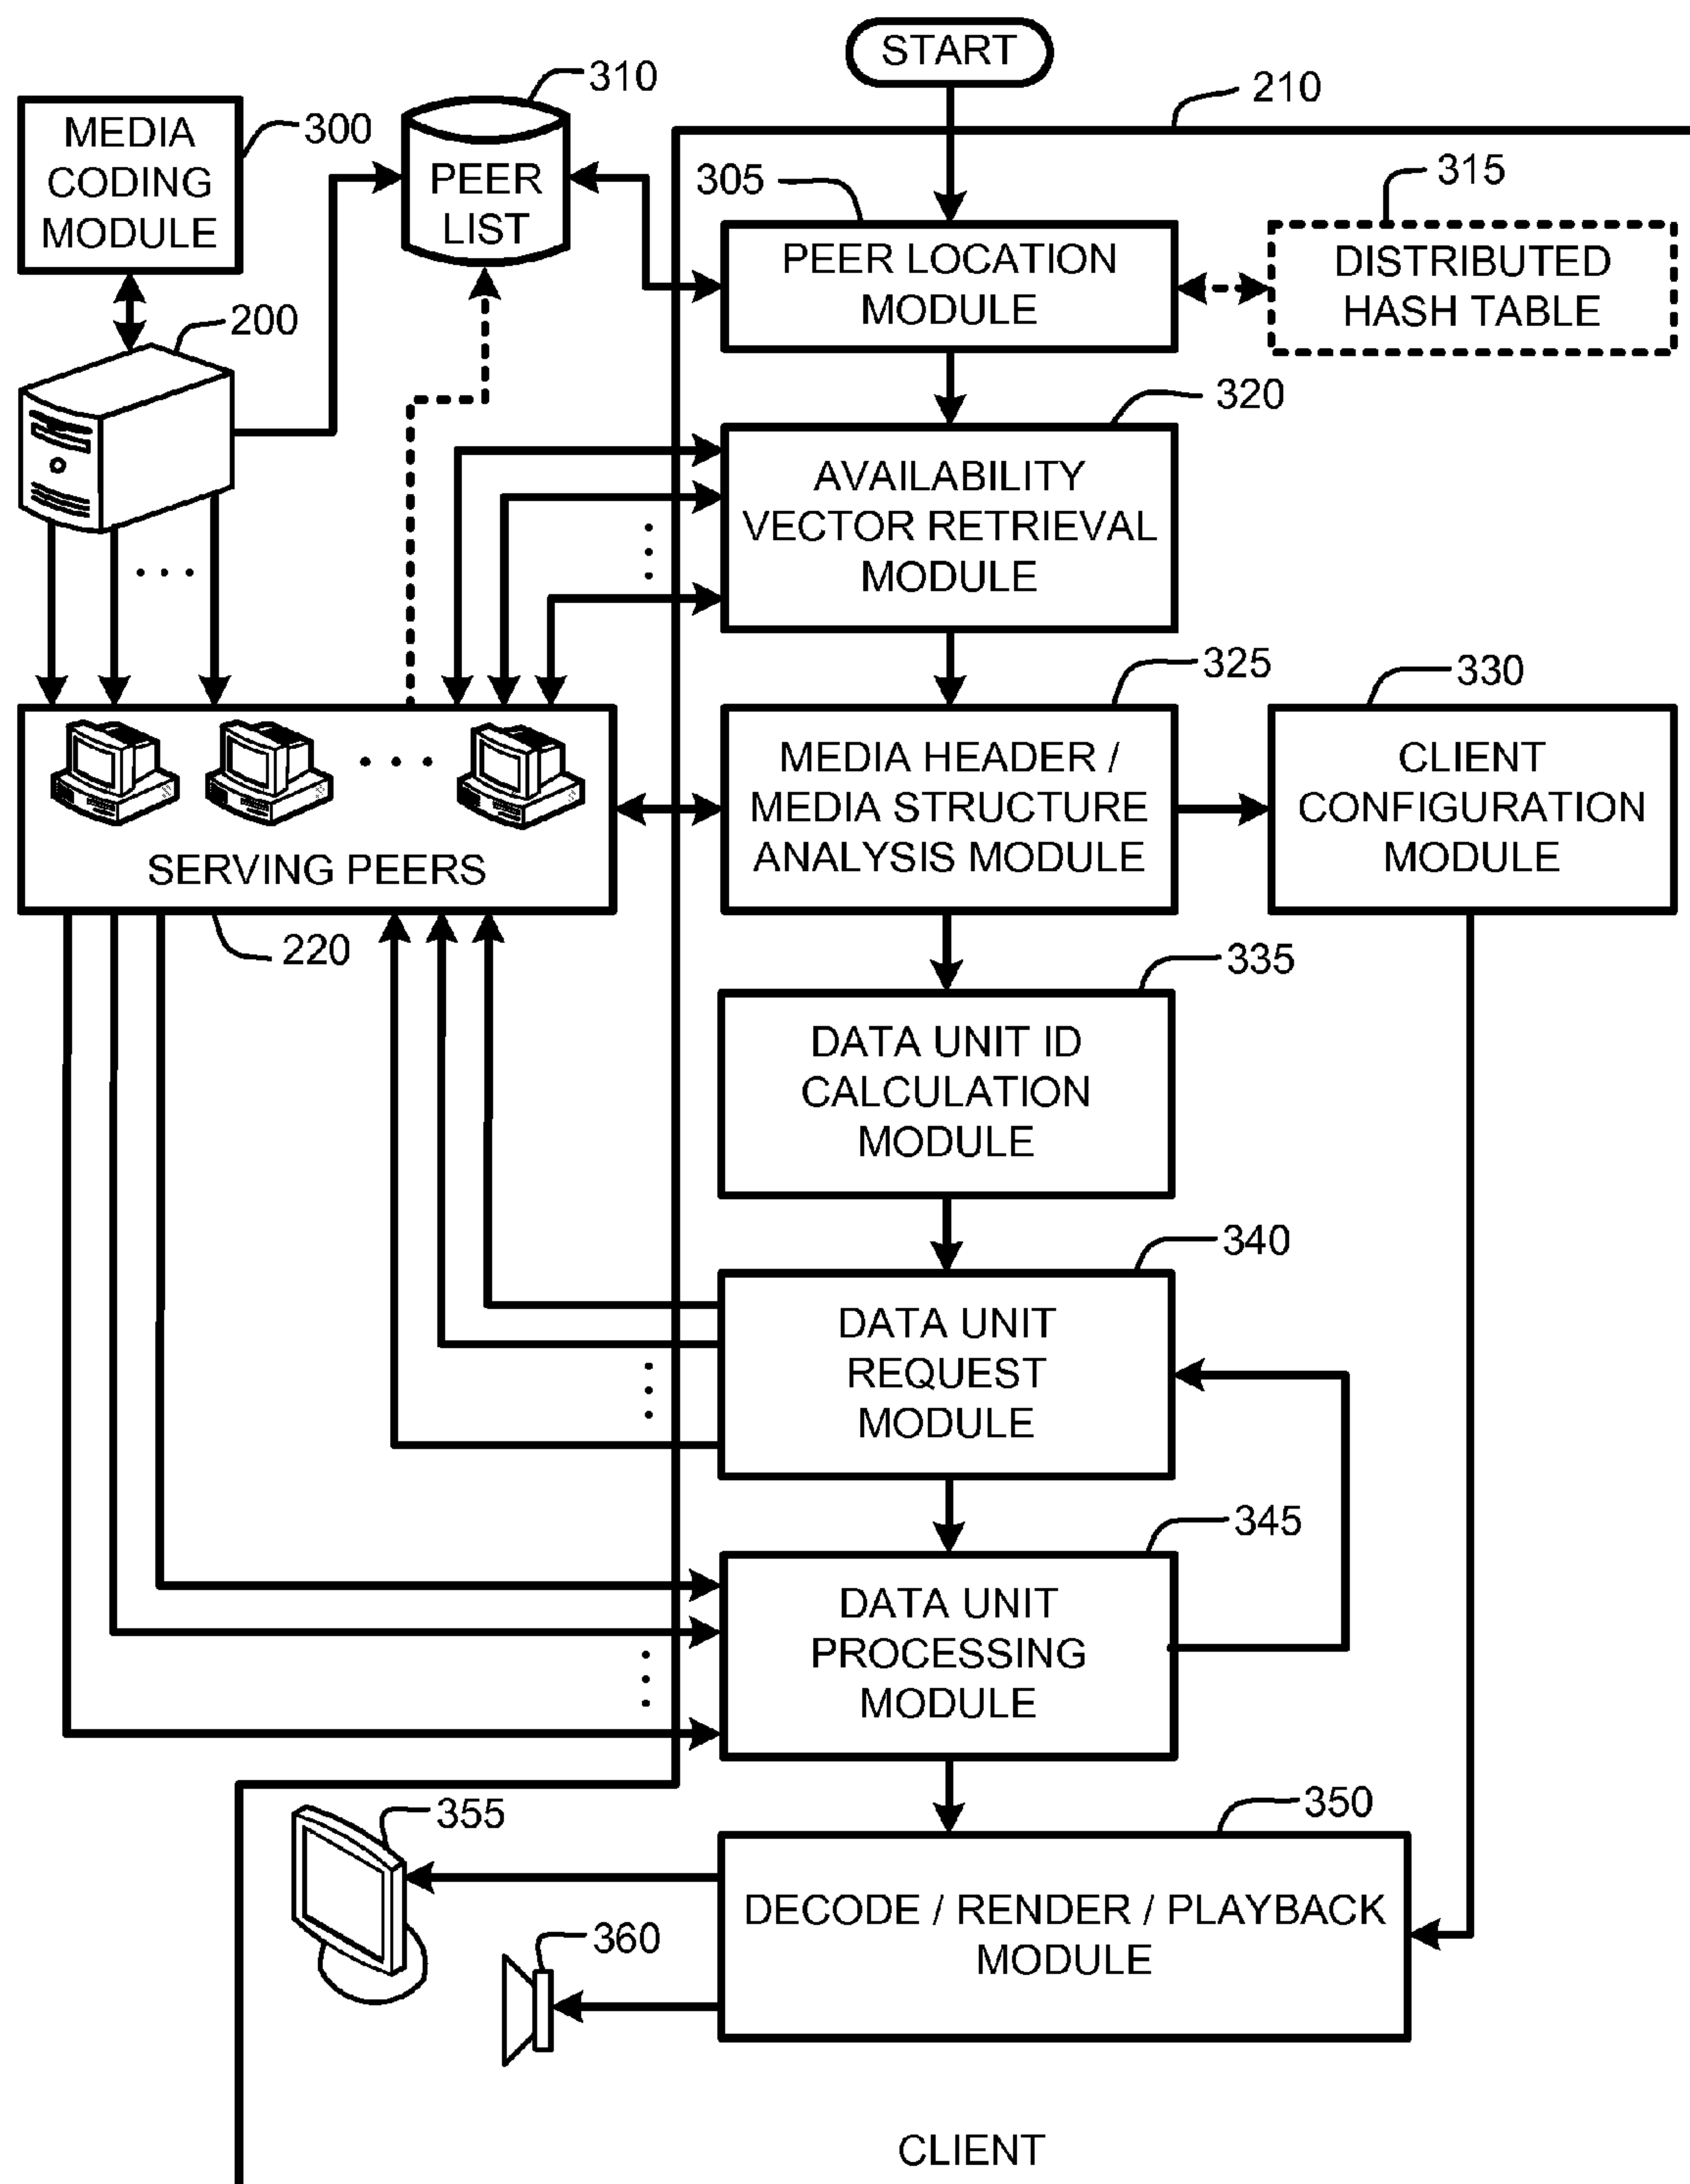 START
310
210
MEDIA
CODING
MODULE
300
PEER
LIST
305
315
PEER LOCATION
MODULE
DISTRIBUTED
HASH TABLE
200
320
AVAILABILITY
VECTOR RETRIEVAL
MODULE
325
330
SERVING PEERS
MEDIA HEADER /
MEDIA STRUCTURE
ANALYSIS MODULE
CLIENT
CONFIGURATION
MODULE
220
335
DATA UNIT ID
CALCULATION
MODULE
340
DATA UNIT
REQUEST
MODULE
345
DATA UNIT
PROCESSING
MODULE
355
350
DECODE / RENDER / PLAYBACK
MODULE
360
CLIENT